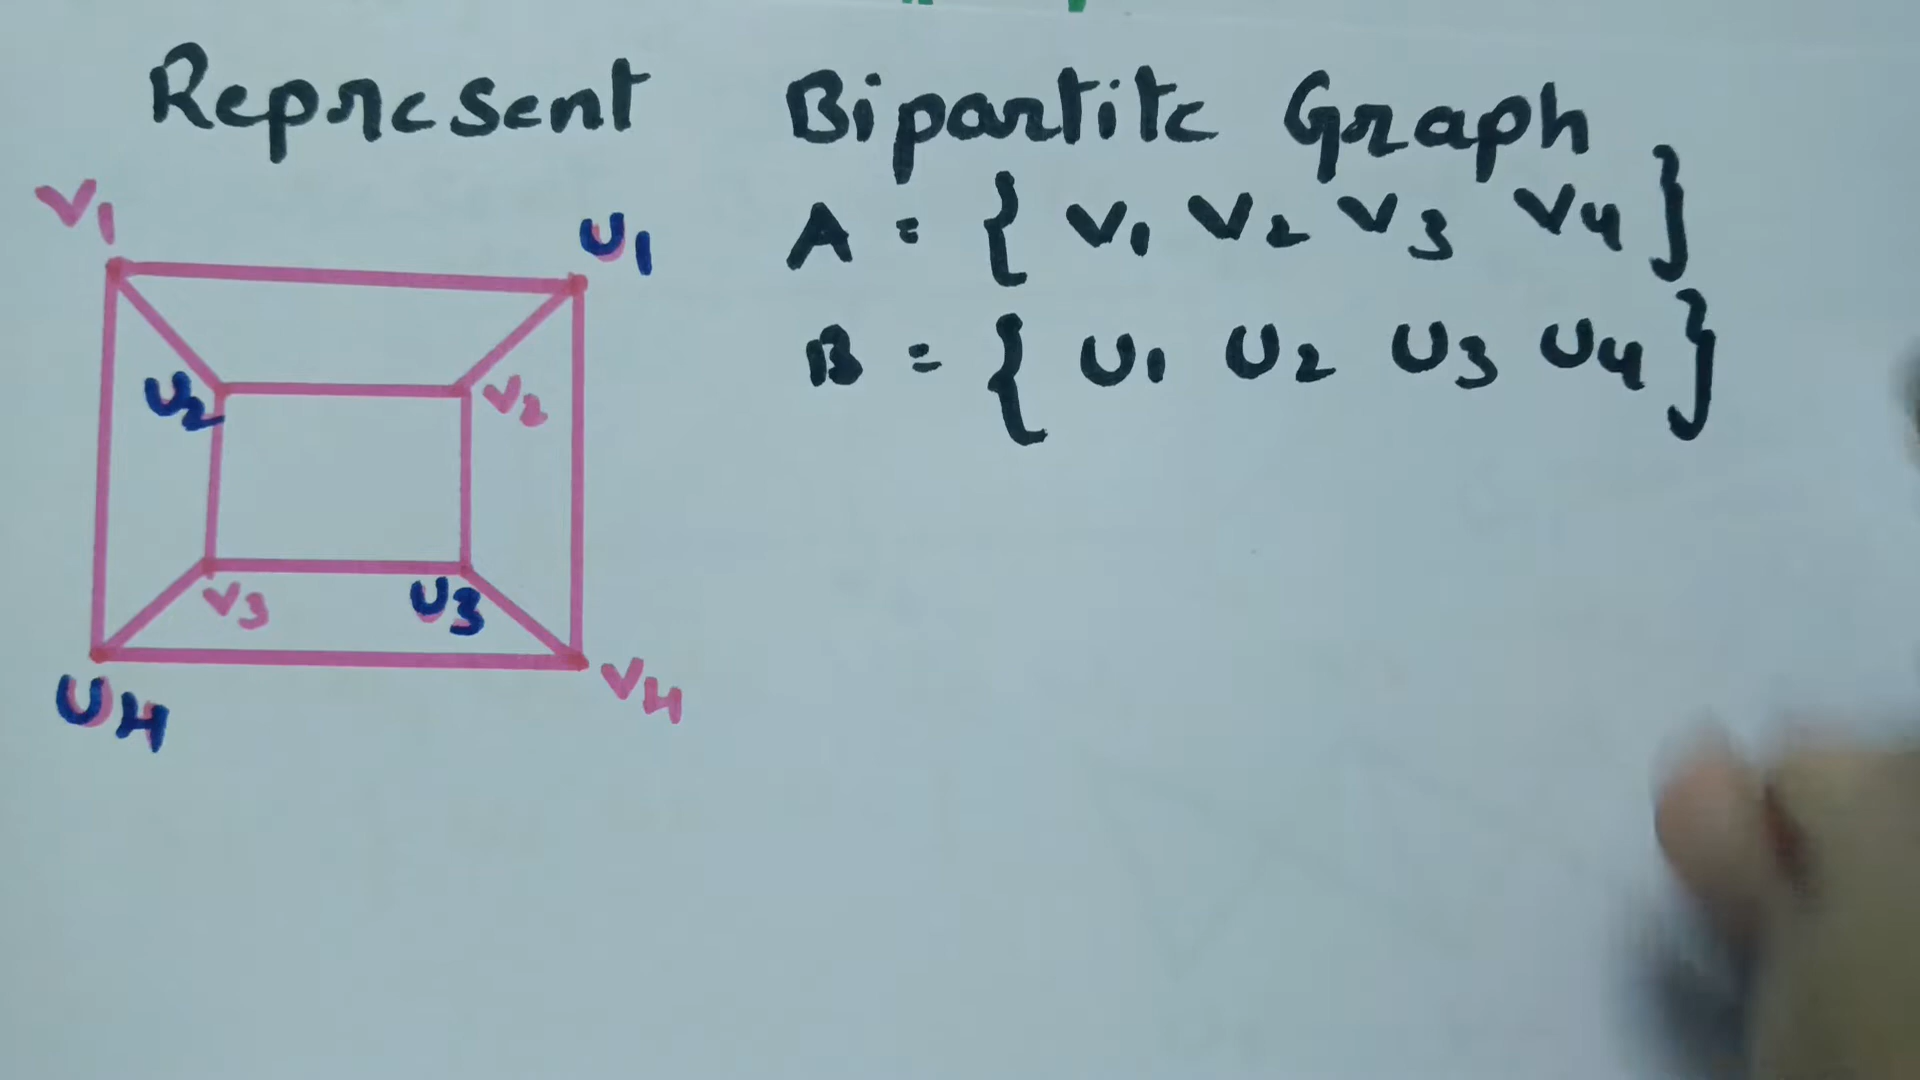 Represent Bipartite Graph
A = { V1 V2 V3 V4 }
B = { U1 U2 U3 U4 }
V1
U1
U2
V2
V3
U3
U4
V4